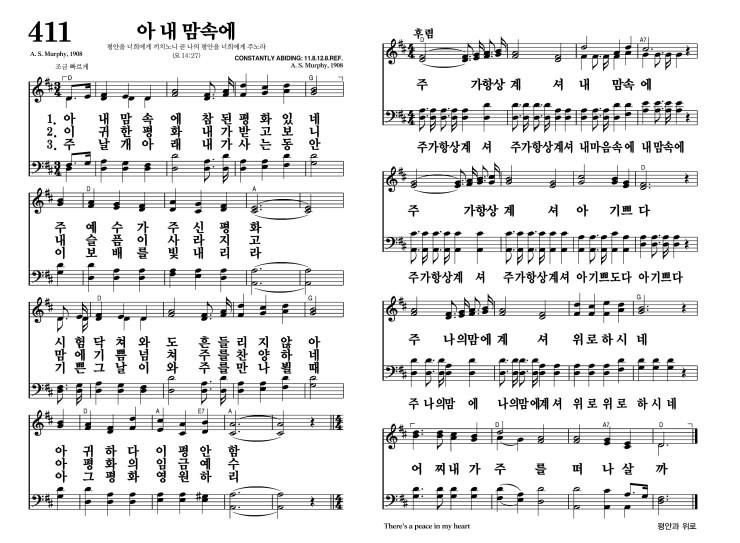 411
아 내 맘속에
평안을 너희에게 끼치노니 곧 나의 평안을 너희에게 주노라
A. S. Murphy, 1908
(요 14:27)
CONSTANTLY ABIDING: 11.8.12.8.REF.
A. S. Murphy, 1908
조금 빠르게
D G
1. 아 내 맘 속 에 참 된 평 화 있 네
2. 이 귀 한 평 화 내 가 받 고 보 니
3. 주 날 개 아 래 내 가 사 는 동 안
D A
주 예 수 가 주 신 평 화
내 슬 픔 이 사 라 지 고
이 보 배 를 빛 내 리 라
D G
시 험 닥 쳐 와 도 흔 들 리 지 않 아
맘 에 기 쁨 넘 쳐 주 를 찬 양 하 네
기 쁜 그 날 이 와 주 를 만 나 뵐 때
D A E7 A
아 귀 하 다 이 평 안 함
아 평 화 의 임 금 예 수
아 그 평 화 영 원 하 리
후렴
D A7
주 가항상 계 셔 내 맘속 에
주가항상계 셔 주가항상계셔 내마음속에 내맘속에
G D
주 가항상 계 셔 아 기쁘 다
주가항상계 셔 주가항상계셔 아기쁘도다 아기쁘다
D G
주 나의맘에 계 셔 위 로 하 시 네
주 나의맘 에 나의맘에계셔 위 로 위 로 하 시 네
G D A7 D
어 찌 내 가 주 를 떠 나 살 까
There's a peace in my heart
평안과 위로